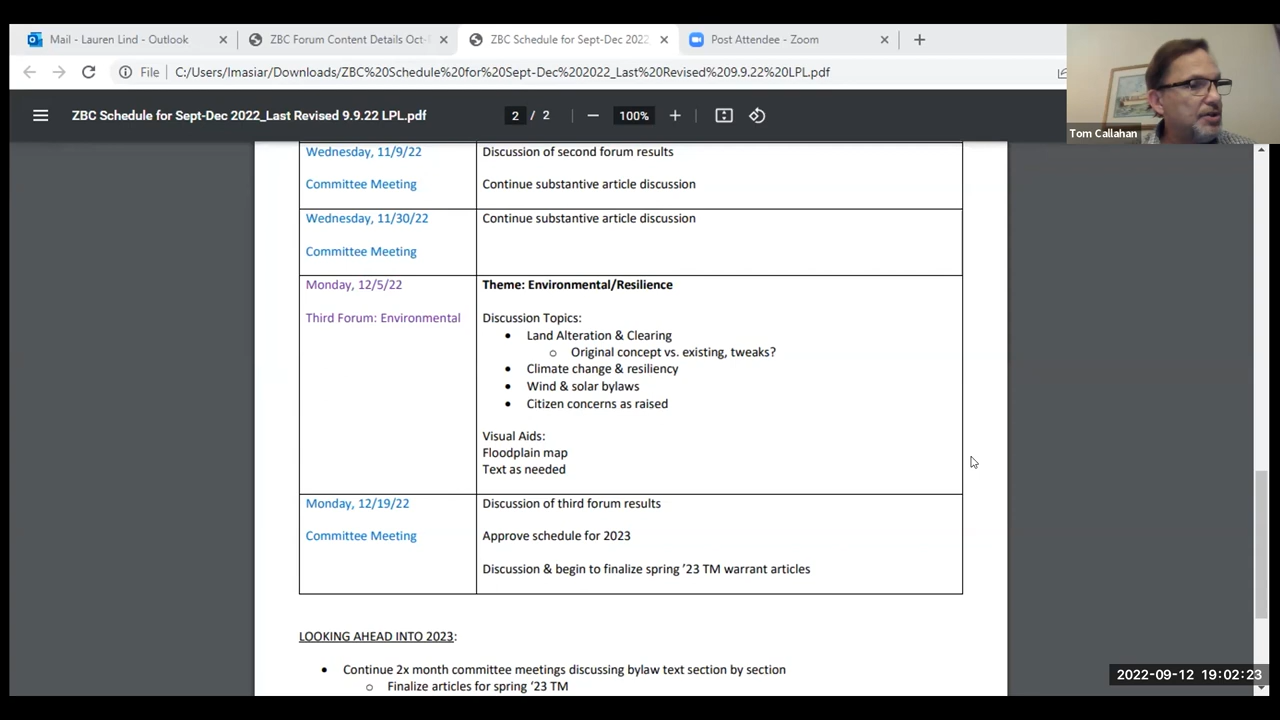 Mail - Lauren Lind - Outlook
ZBC Forum Content Details Oct-
ZBC Schedule for Sept-Dec 2022
Post Attendee - Zoom
File
C:/Users/lmasiar/Downloads/ZBC%20Schedule%20for%20Sept-Dec%202022_Last%20Revised%209.9.22%20LPL.pdf
ZBC Schedule for Sept-Dec 2022_Last Revised 9.9.22 LPL.pdf
2 / 2
100%
Tom Callahan
Wednesday, 11/9/22
Committee Meeting
Discussion of second forum results
Continue substantive article discussion
Wednesday, 11/30/22
Committee Meeting
Continue substantive article discussion
Monday, 12/5/22
Third Forum: Environmental
Theme: Environmental/Resilience
Discussion Topics:
• Land Alteration & Clearing
o Original concept vs. existing, tweaks?
• Climate change & resiliency
• Wind & solar bylaws
• Citizen concerns as raised
Visual Aids:
Floodplain map
Text as needed
Monday, 12/19/22
Committee Meeting
Discussion of third forum results
Approve schedule for 2023
Discussion & begin to finalize spring ’23 TM warrant articles
LOOKING AHEAD INTO 2023:
• Continue 2x month committee meetings discussing bylaw text section by section
o Finalize articles for spring ‘23 TM
2022-09-12 19:02:23